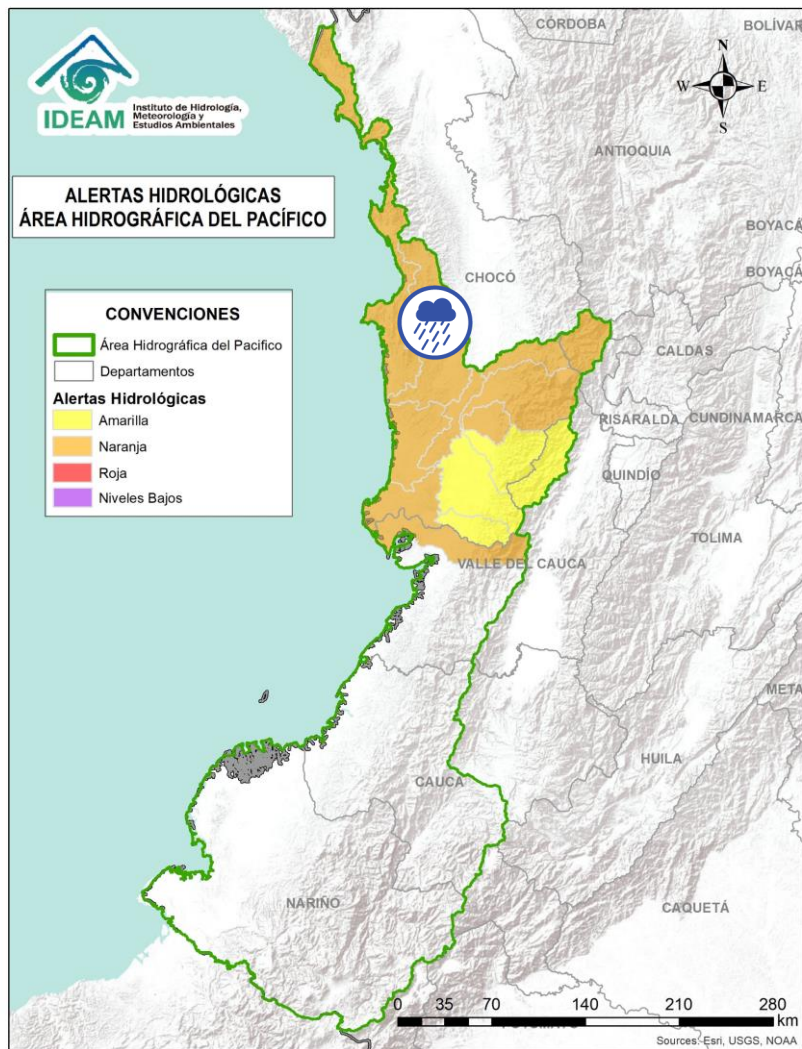 IDEAM
Instituto de Hidrología,
Meteorología y
Estudios Ambientales
ALERTAS HIDROLÓGICAS
ÁREA HIDROGRÁFICA DEL PACÍFICO
CONVENCIONES
Área Hidrográfica del Pacifico
Departamentos
Alertas Hidrológicas
Amarilla
Naranja
Roja
Niveles Bajos
CÓRDOBA
BOLÍVAR
N
W
E
S
ANTIOQUIA
BOYACÁ
BOYACÁ
CHOCÓ
CALDAS
RISARALDA
CUNDINAMARCA
QUINDÍO
TOLIMA
VALLE DEL CAUCA
META
HUILA
CAUCA
NARIÑO
CAQUETÁ
0 35 70 140 210 280
km
Sources: Esri, USGS, NOAA